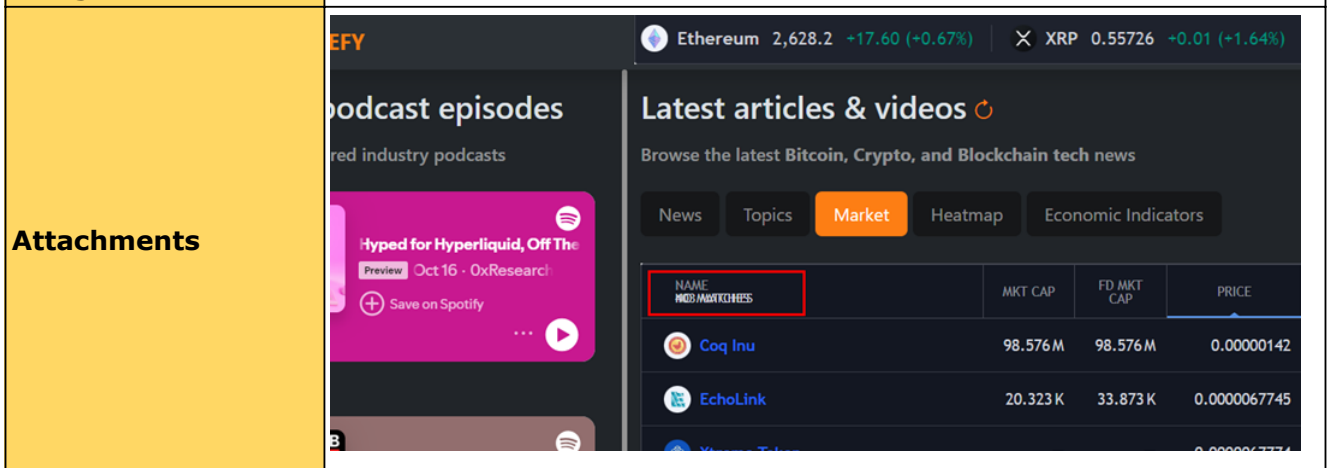 Attachments
EFY
Ethereum 2,628.2 +17.60 (+0.67%)
XRP 0.55726 +0.01 (+1.64%)
podcast episodes
red industry podcasts
Hyped for Hyperliquid, Off The
Preview Oct 16 · 0xResearch
Save on Spotify
Latest articles & videos
Browse the latest Bitcoin, Crypto, and Blockchain tech news
News Topics Market Heatmap Economic Indicators
NAME MKT CAP FD MKT CAP PRICE
Coq Inu 98.576M 98.576M 0.00000142
EchoLink 20.323K 33.873K 0.0000067745